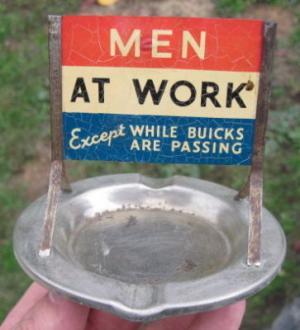 MEN
AT WORK
Except WHILE BUICKS
ARE PASSING